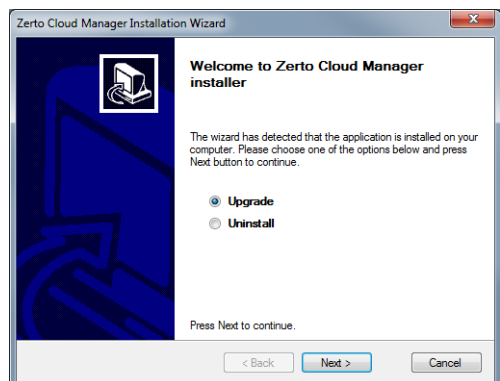 Zerto Cloud Manager Installation Wizard
Welcome to Zerto Cloud Manager
installer
The wizard has detected that the application is installed on your
computer. Please choose one of the options below and press
Next button to continue.
Upgrade
Uninstall
Press Next to continue.
< Back
Next >
Cancel